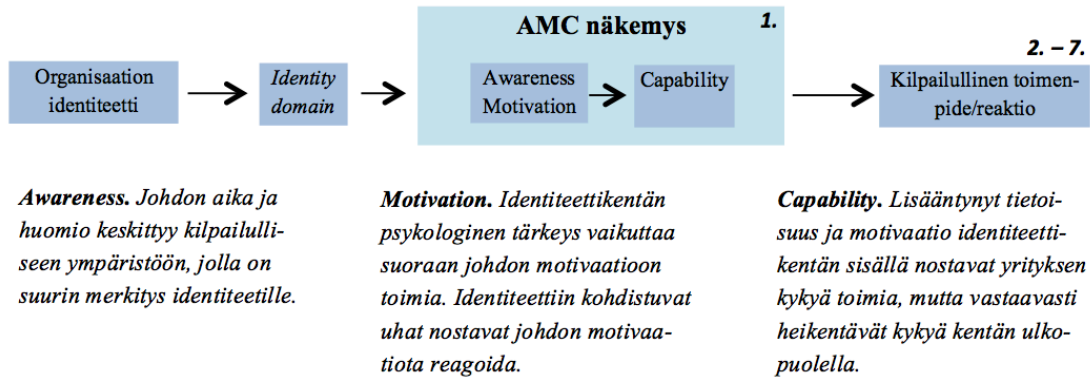 AMC näkemys
1.
2. – 7.
Organisaation
identiteetti
Identity
domain
Awareness
Motivation
Capability
Kilpailullinen toimen-
pide/reaktio
Awareness. Johdon aika ja
huomio keskittyy kilpailulli-
seen ympäristöön, jolla on
suurin merkitys identiteetille.
Motivation. Identiteettikentän
psykologinen tärkeys vaikuttaa
suoraan johdon motivaatioon
toimia. Identiteettiin kohdistuvat
uhat nostavat johdon motivaa-
tiota reagoida.
Capability. Lisääntynyt tietoi-
suus ja motivaatio identiteetti-
kentän sisällä nostavat yrityksen
kykyä toimia, mutta vastaavasti
heikentävät kykyä kentän ulko-
puolella.